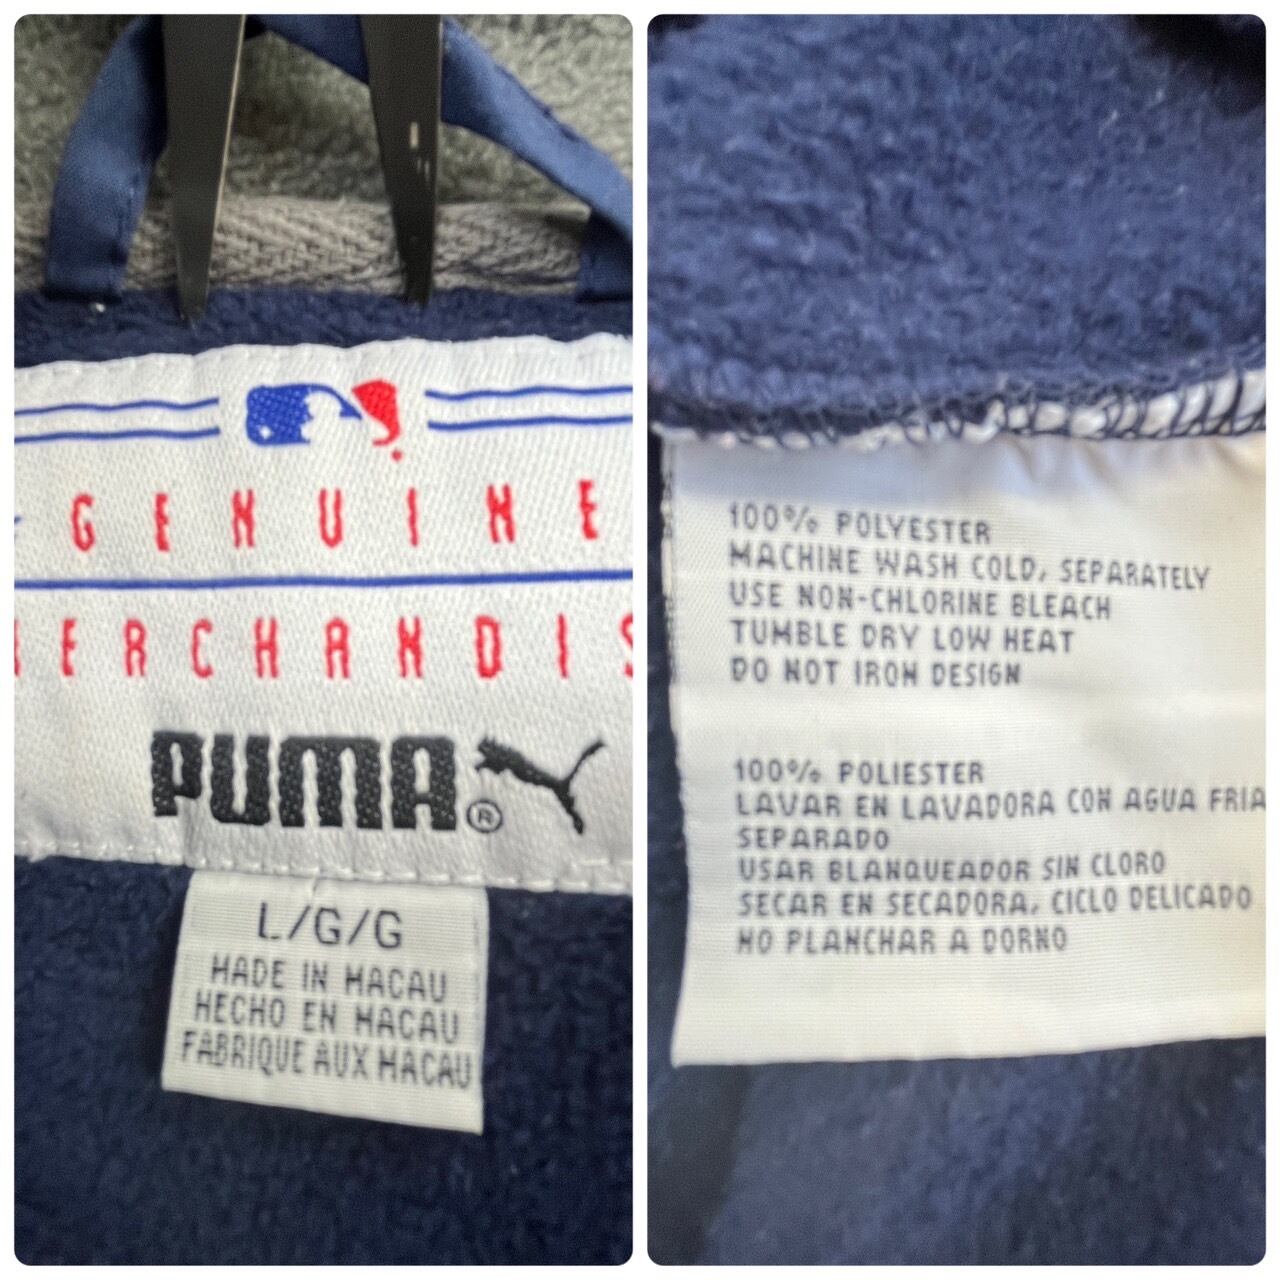 GENUINE
MERCHANDIS
PUMA®
L/G/G
MADE IN MACAU
HECHO EN MACAU
FABRIQUE AUX MACAU
100% POLYESTER
MACHINE WASH COLD, SEPARATELY
USE NON-CHLORINE BLEACH
TUMBLE DRY LOW HEAT
DO NOT IRON DESIGN
100% POLIESTER
LAVAR EN LAVADORA CON AGUA FRIA
SEPARADO
USAR BLANQUEADOR SIN CLORO
SECAR EN SECADORA, CICLO DELICADO
NO PLANCHAR A DORNO